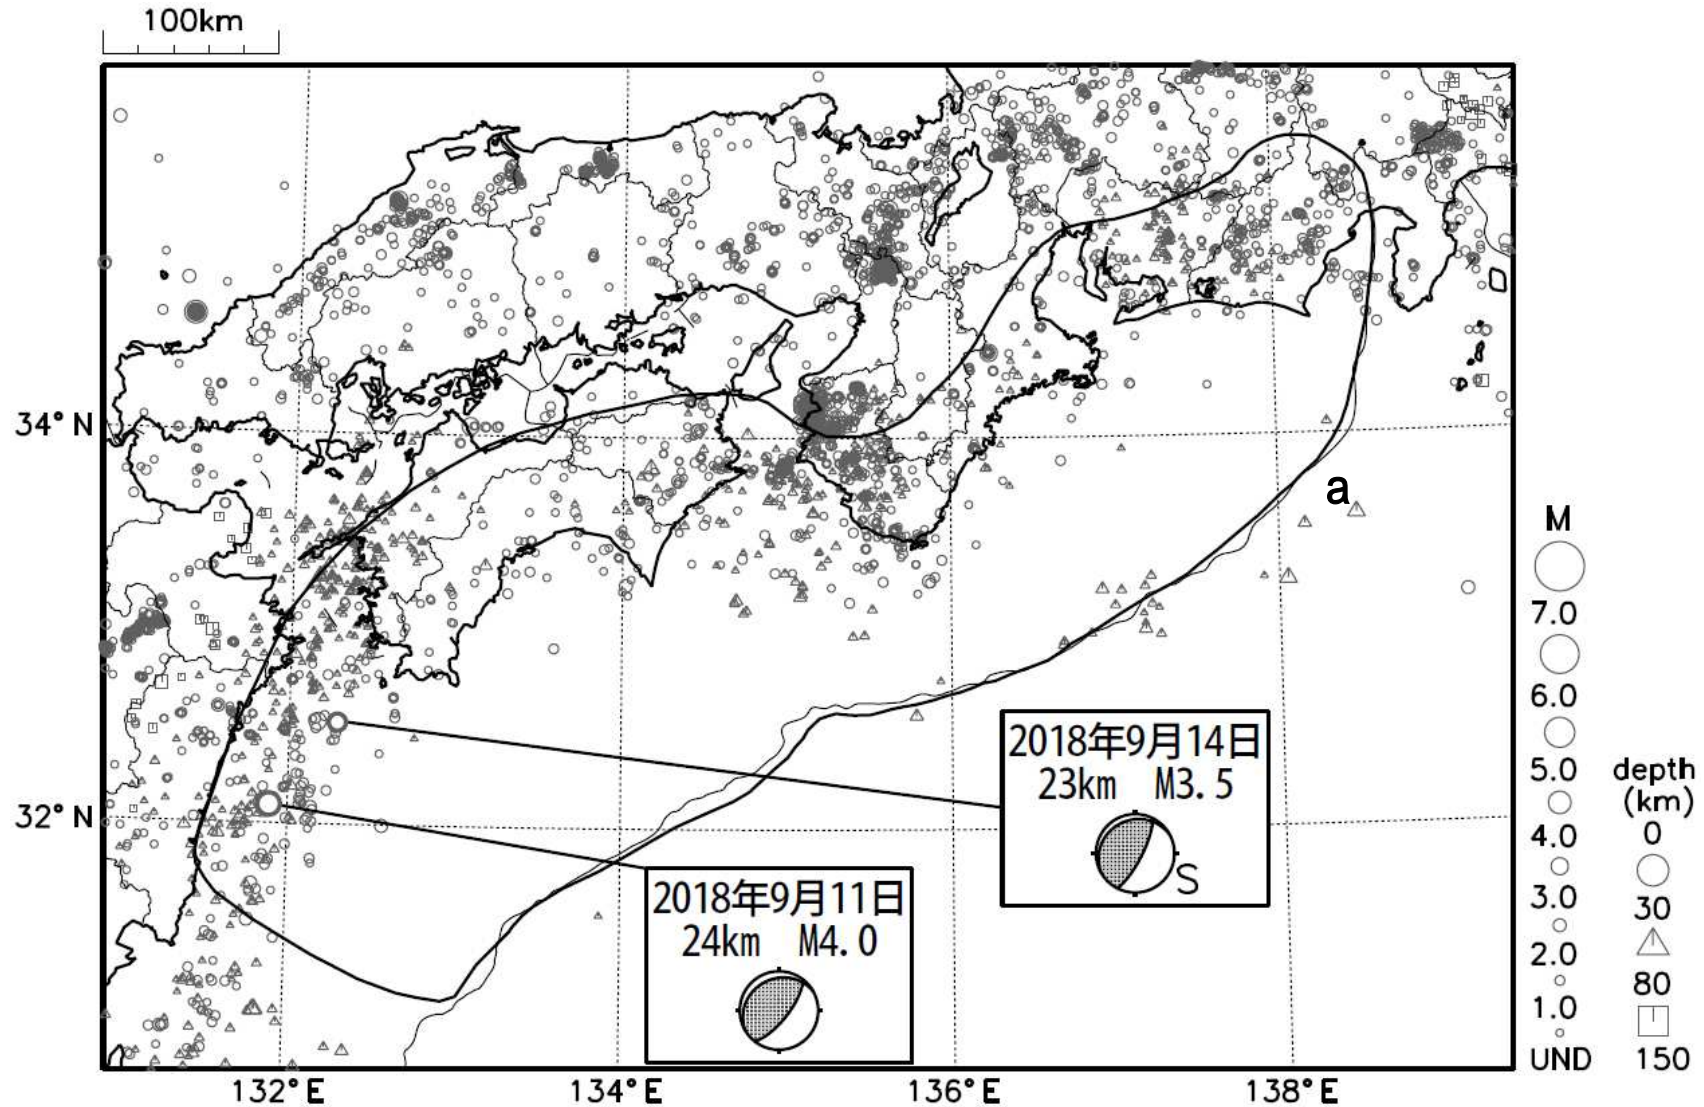 100km
34°N
32°N
132°E
134°E
136°E
138°E
a
2018年9月14日
23km M3.5
S
2018年9月11日
24km M4.0
M
7.0
6.0
5.0
4.0
3.0
2.0
1.0
UND
depth
(km)
0
30
80
150